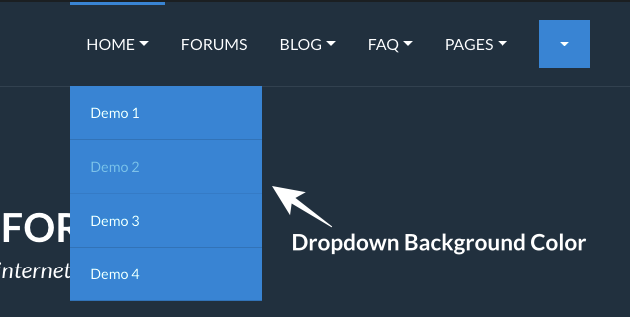 HOME FORUMS BLOG FAQ PAGES
Demo 1
Demo 2
Demo 3
FOR
Dropdown Background Color
internet
Demo 4